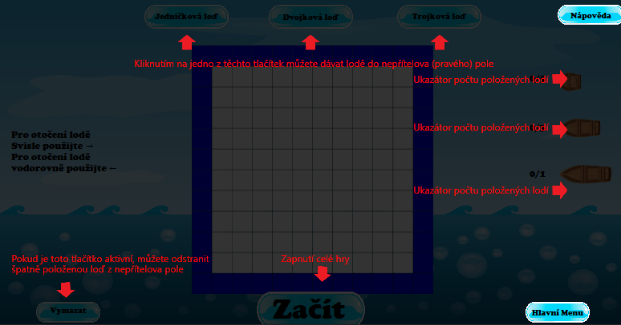 Jedničková loď
Dvojková loď
Trojková loď
Nápověda
Kliknutím na jedno z těchto tlačítek můžete dávat lodě do nepřítelova (pravého) pole
Ukazátor počtu položených lodí
Ukazátor počtu položených lodí
Pro otočení lodě
Svisle použijte →
Pro otočení lodě
vodorovně použijte ←
0/1
Ukazátor počtu položených lodí
Pokud je toto tlačítko aktivní, můžete odstranit
špatně položenou loď z nepřítelova pole
Zapnutí celé hry
Vymazat
Začít
Hlavní Menu